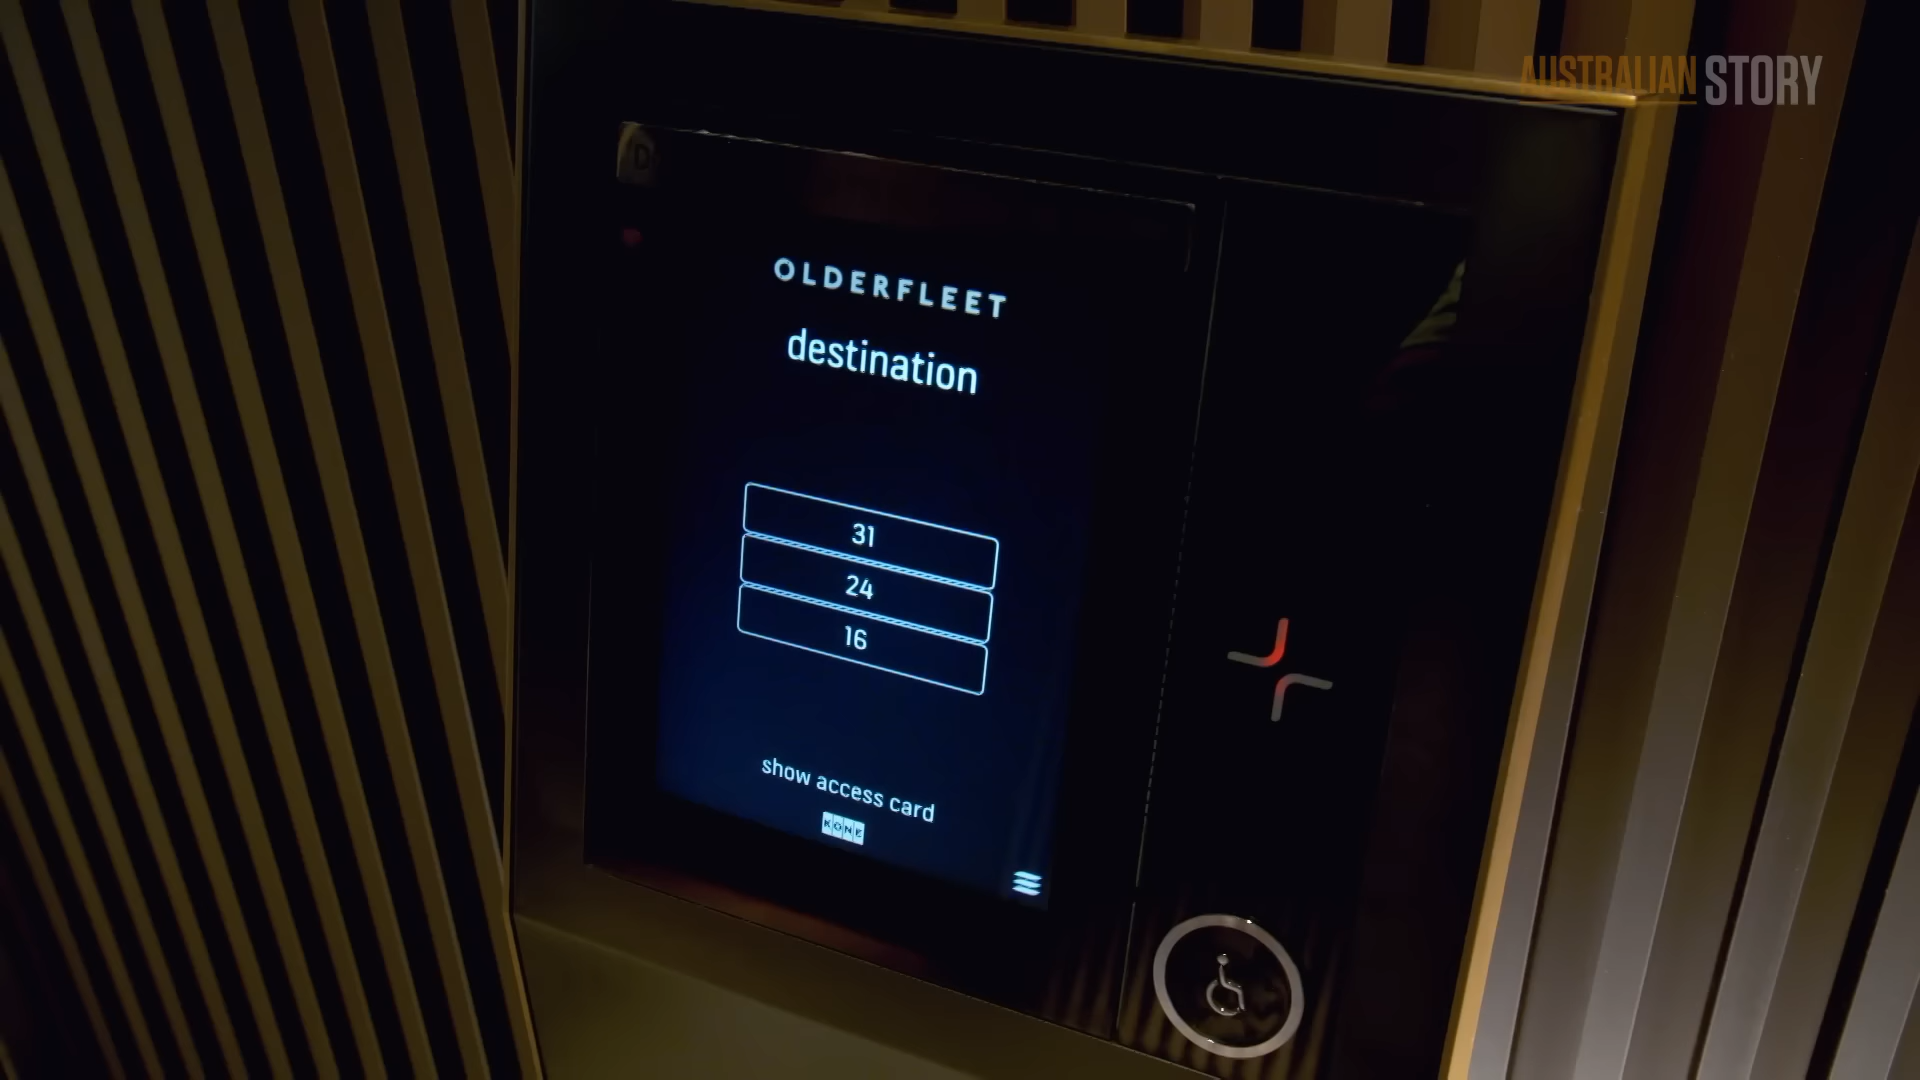 AUSTRALIAN STORY
D
OLDERFLEET
destination
31
24
16
show access card
KONE